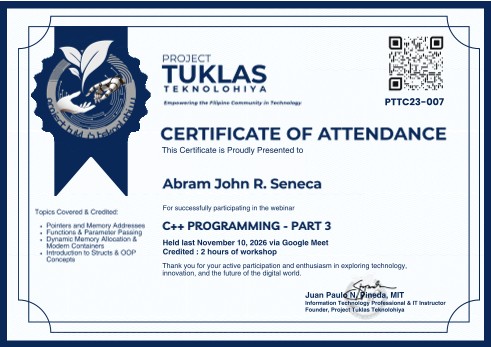 PROJECT
TUKLAS
TEKNOLOHIYA
Empowering the Filipino Community in Technology
PTTC23-007
CERTIFICATE OF ATTENDANCE
This Certificate is Proudly Presented to
Abram John R. Seneca
For successfully participating in the webinar
C++ PROGRAMMING - PART 3
Held last November 10, 2026 via Google Meet
Credited : 2 hours of workshop
Thank you for your active participation and enthusiasm in exploring technology,
innovation, and the future of the digital world.
Topics Covered & Credited:
Pointers and Memory Addresses
Functions & Parameter Passing
Dynamic Memory Allocation &
Modern Containers
Introduction to Structs & OOP
Concepts
Juan Paulo N. Pineda, MIT
Information Technology Professional & IT Instructor
Founder, Project Tuklas Teknolohiya